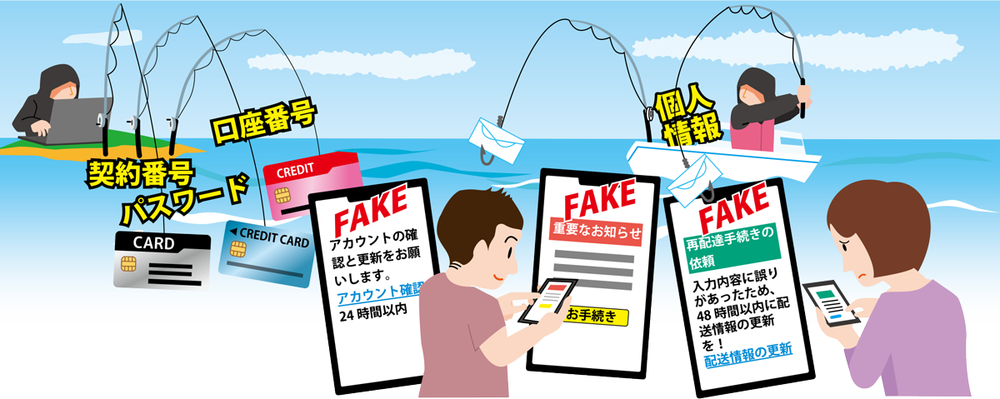 口座番号
契約番号
パスワード
個人
情報
CREDIT
CREDIT CARD
CARD
FAKE
アカウントの確
認と更新をお願
いします。
アカウント確認
24時間以内
FAKE
重要なお知らせ
お手続き
FAKE
再配達手続きの
依頼
入力内容に誤り
があったため、
48時間以内に配
送情報の更新
を！
配送情報の更新